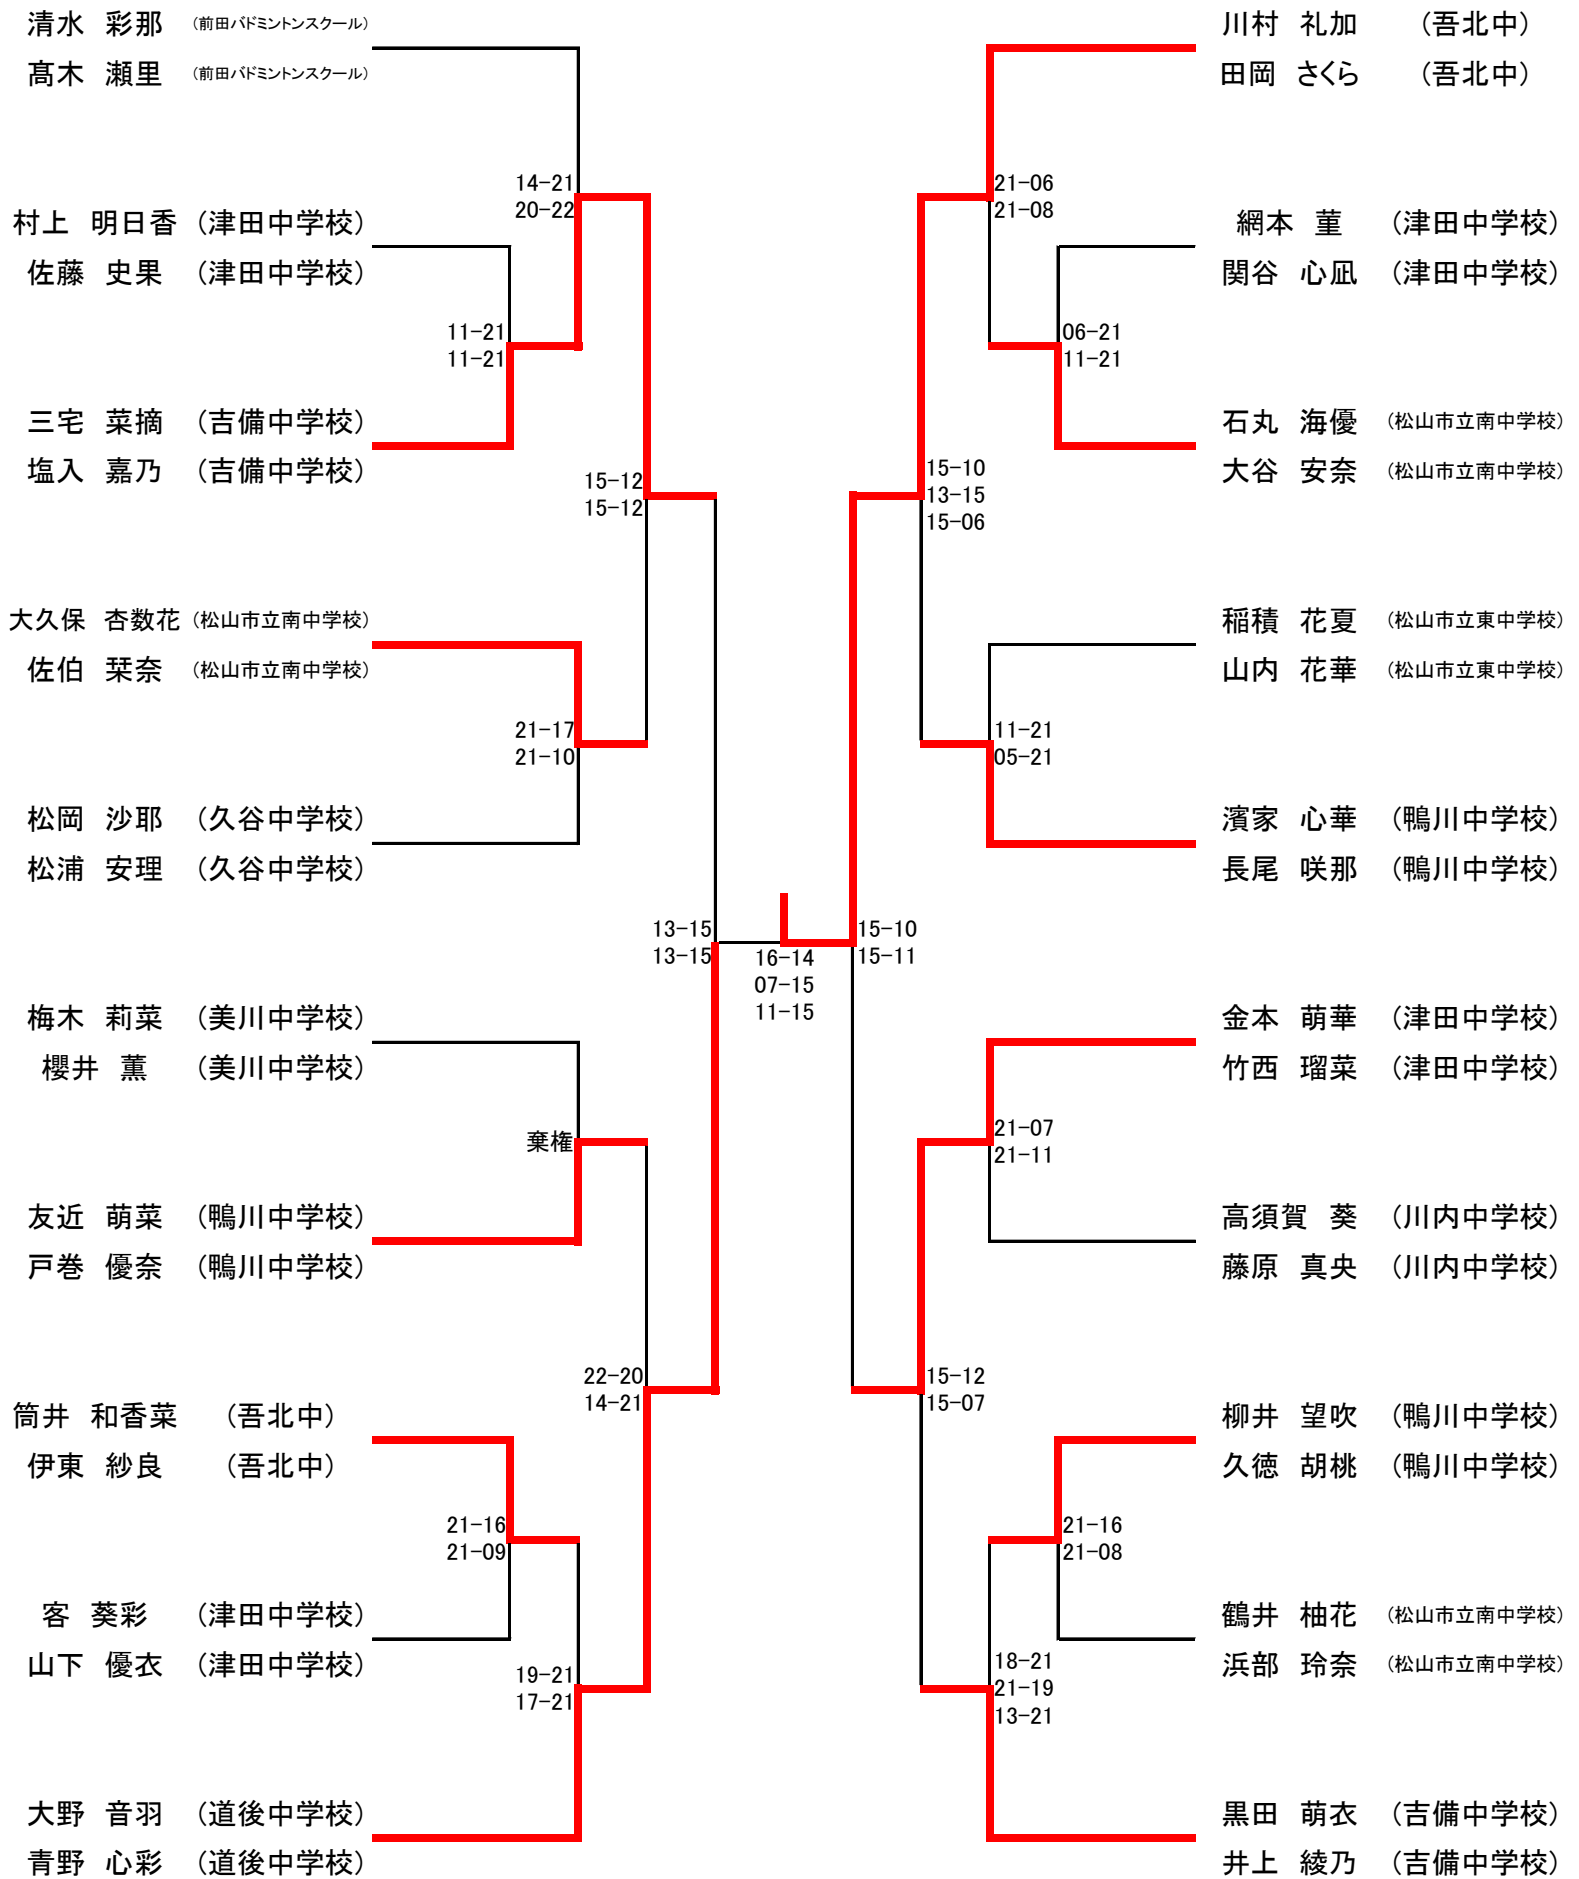 清水 彩那 (前田バドミントンスクール)
髙木 瀬里 (前田バドミントンスクール)
14-21
20-22
村上 明日香 (津田中学校)
佐藤 史果 (津田中学校)
11-21
11-21
三宅 菜摘 (吉備中学校)
塩入 嘉乃 (吉備中学校)
15-12
15-12
大久保 杏数花 (松山市立南中学校)
佐伯 栞奈 (松山市立南中学校)
21-17
21-10
松岡 沙耶 (久谷中学校)
松浦 安理 (久谷中学校)
13-15
13-15
梅木 莉菜 (美川中学校)
櫻井 薫 (美川中学校)
棄権
友近 萌菜 (鴨川中学校)
戸巻 優奈 (鴨川中学校)
22-20
14-21
筒井 和香菜 (吾北中)
伊東 紗良 (吾北中)
21-16
21-09
客 葵彩 (津田中学校)
山下 優衣 (津田中学校)
19-21
17-21
大野 音羽 (道後中学校)
青野 心彩 (道後中学校)
16-14
07-15
11-15
川村 礼加 (吾北中)
田岡 さくら (吾北中)
21-06
21-08
網本 菫 (津田中学校)
関谷 心凪 (津田中学校)
06-21
11-21
石丸 海優 (松山市立南中学校)
大谷 安奈 (松山市立南中学校)
15-10
13-15
15-06
稲積 花夏 (松山市立東中学校)
山内 花華 (松山市立東中学校)
11-21
05-21
濱家 心華 (鴨川中学校)
長尾 咲那 (鴨川中学校)
15-10
15-11
金本 萌華 (津田中学校)
竹西 瑠菜 (津田中学校)
21-07
21-11
高須賀 葵 (川内中学校)
藤原 真央 (川内中学校)
15-12
15-07
柳井 望吹 (鴨川中学校)
久徳 胡桃 (鴨川中学校)
21-16
21-08
鶴井 柚花 (松山市立南中学校)
浜部 玲奈 (松山市立南中学校)
18-21
21-19
13-21
黒田 萌衣 (吉備中学校)
井上 綾乃 (吉備中学校)